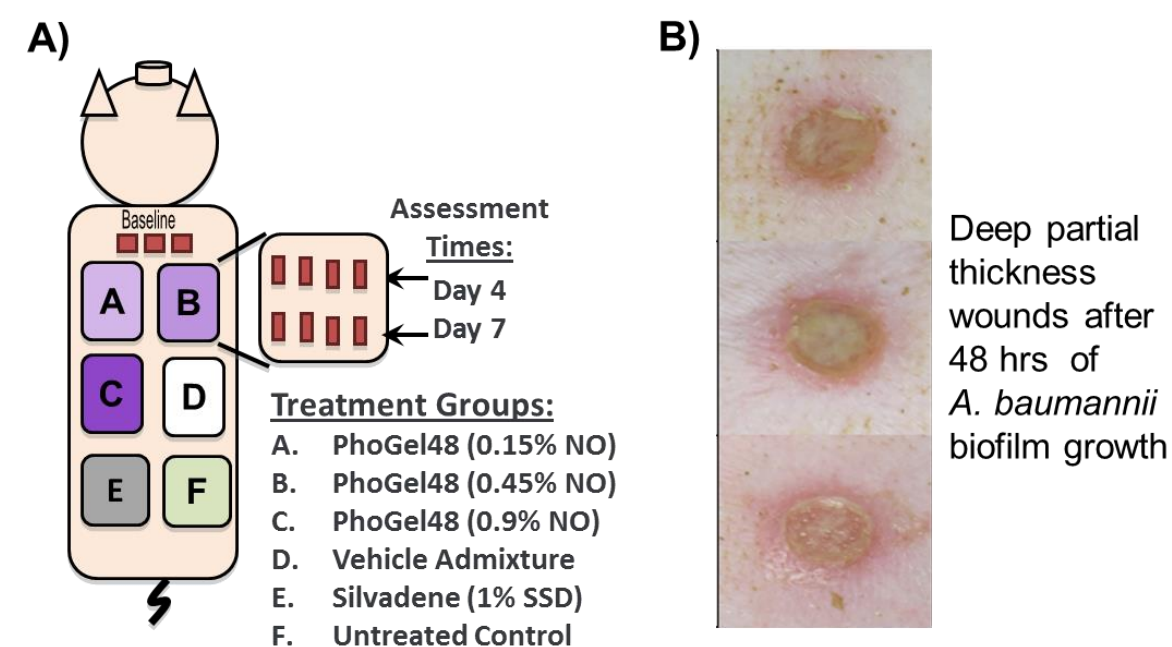 A)
Baseline
A
B
C
D
E
F
Assessment
Times:
Day 4
Day 7
Treatment Groups:
A. PhoGel48 (0.15% NO)
B. PhoGel48 (0.45% NO)
C. PhoGel48 (0.9% NO)
D. Vehicle Admixture
E. Silvadene (1% SSD)
F. Untreated Control
B)
Deep partial
thickness
wounds after
48 hrs of
A. baumannii
biofilm growth